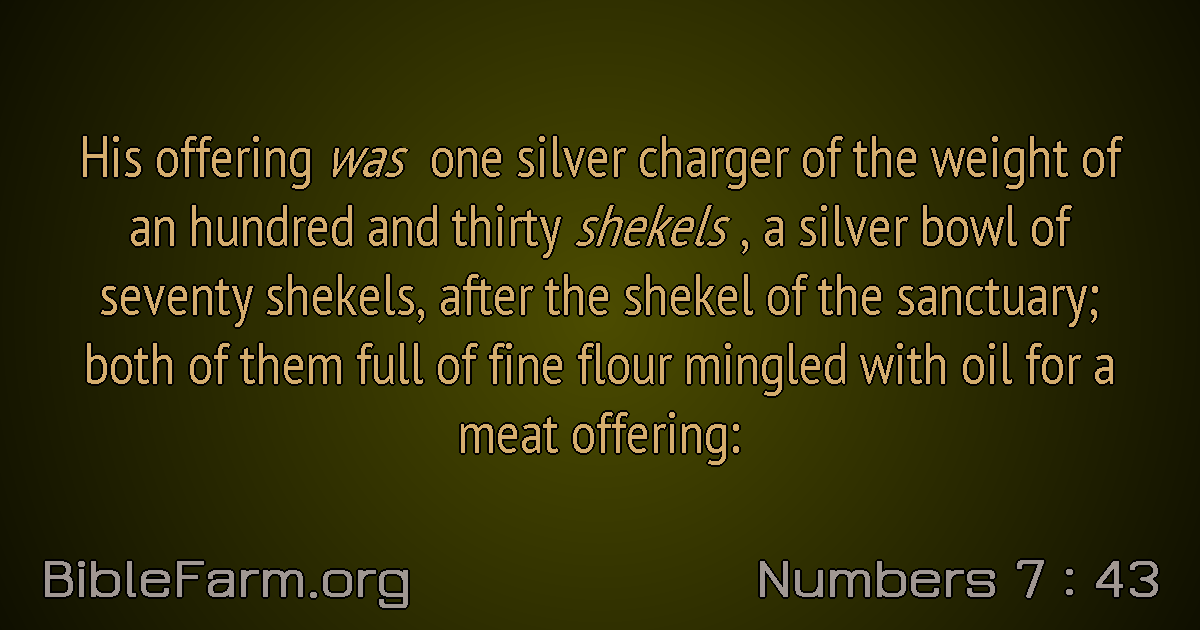 His offering was one silver charger of the weight of
an hundred and thirty shekels , a silver bowl of
seventy shekels, after the shekel of the sanctuary;
both of them full of fine flour mingled with oil for a
meat offering:
BibleFarm.org
Numbers 7 : 43